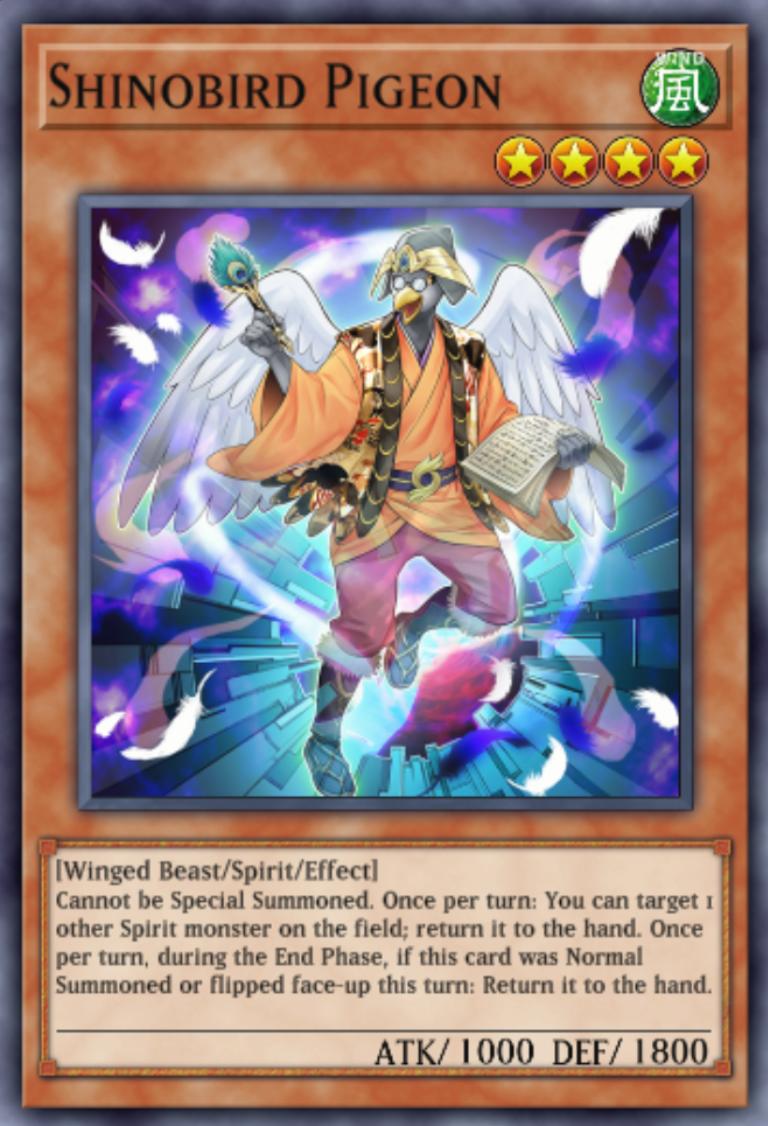 Shinobird Pigeon
WIND
風
[Winged Beast/Spirit/Effect]
Cannot be Special Summoned. Once per turn: You can target 1
other Spirit monster on the field; return it to the hand. Once
per turn, during the End Phase, if this card was Normal
Summoned or flipped face-up this turn: Return it to the hand.
ATK/ 1000 DEF/ 1800